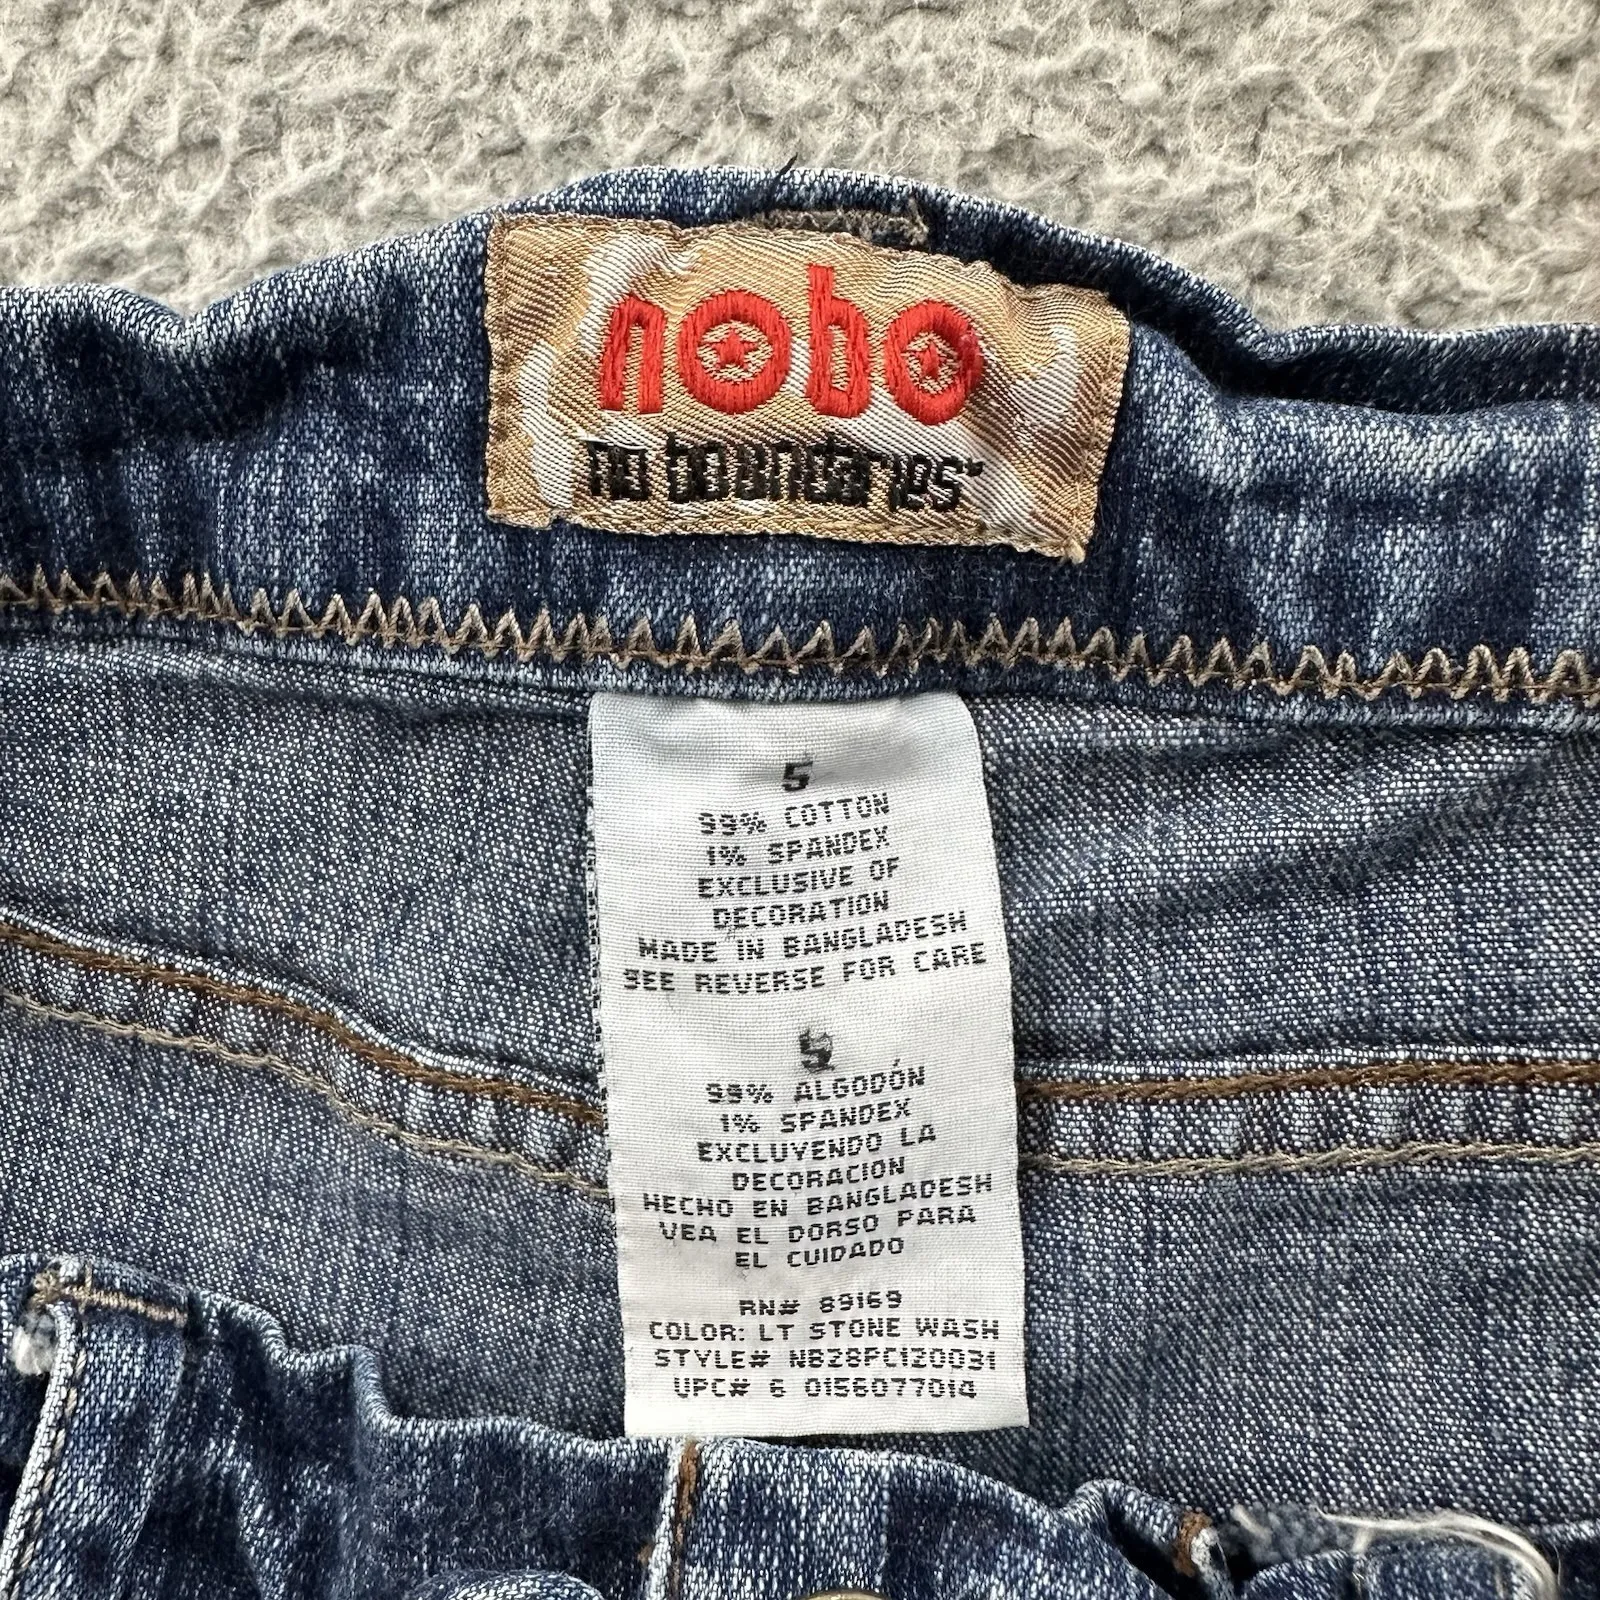 nobo
no boundaries™
5
99% COTTON
1% SPANDEX
EXCLUSIVE OF
DECORATION
MADE IN BANGLADESH
SEE REVERSE FOR CARE
5
99% ALGODÓN
1% SPANDEX
EXCLUYENDO LA
DECORACION
HECHO EN BANGLADESH
VEA EL DORSO PARA
EL CUIDADO
RN# 89169
COLOR: LT STONE WASH
STYLE# NB28PC120031
UPC# 6 0156077014